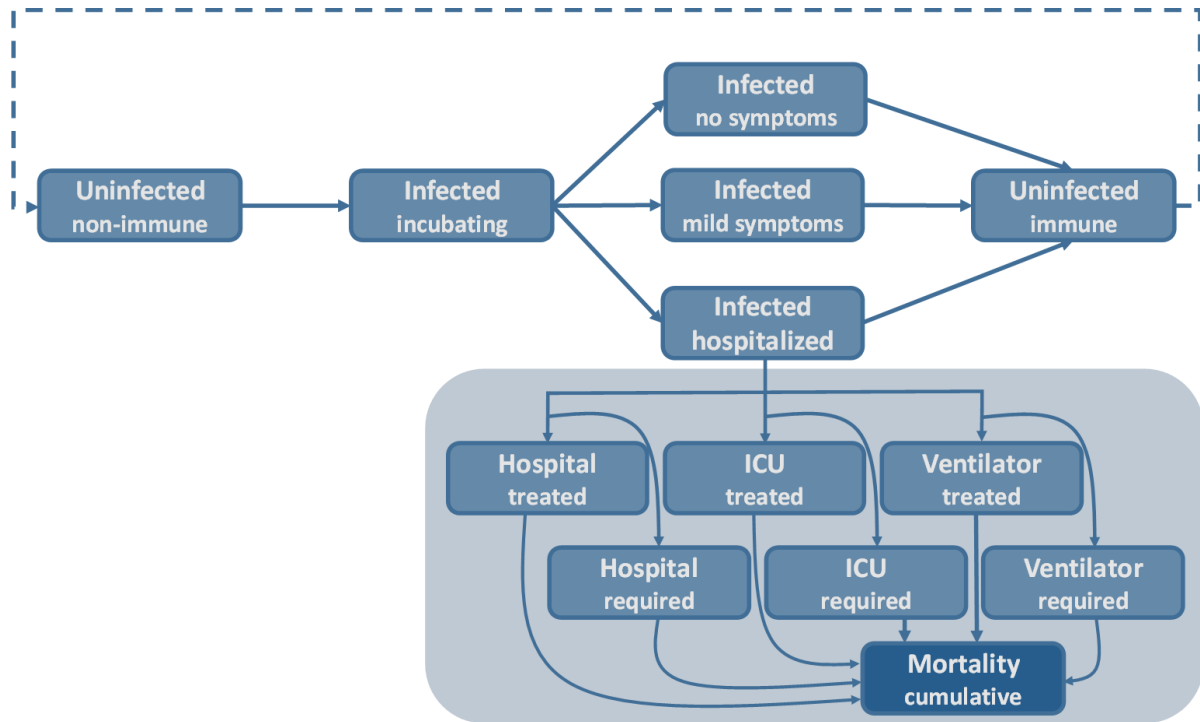 Infected
no symptoms
Uninfected
non-immune
Infected
incubating
Infected
mild symptoms
Uninfected
immune
Infected
hospitalized
Hospital
treated
ICU
treated
Ventilator
treated
Hospital
required
ICU
required
Ventilator
required
Mortality
cumulative